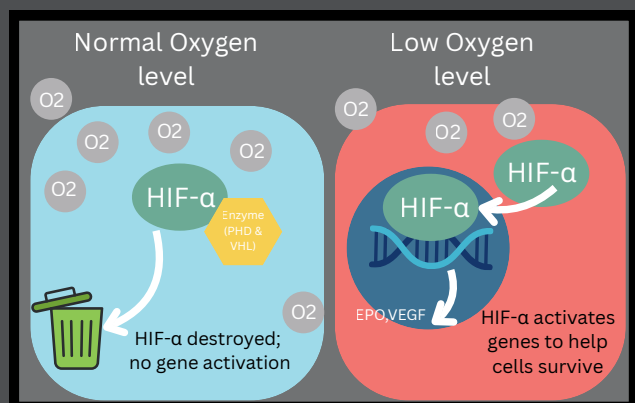 Normal Oxygen
level
O2
O2
O2
O2
O2
HIF-α
Enzyme
(PHD &
VHL)
O2
HIF-α destroyed;
no gene activation
Low Oxygen
level
O2
O2
O2
HIF-α
HIF-α
EPO,VEGF
HIF-α activates
genes to help
cells survive